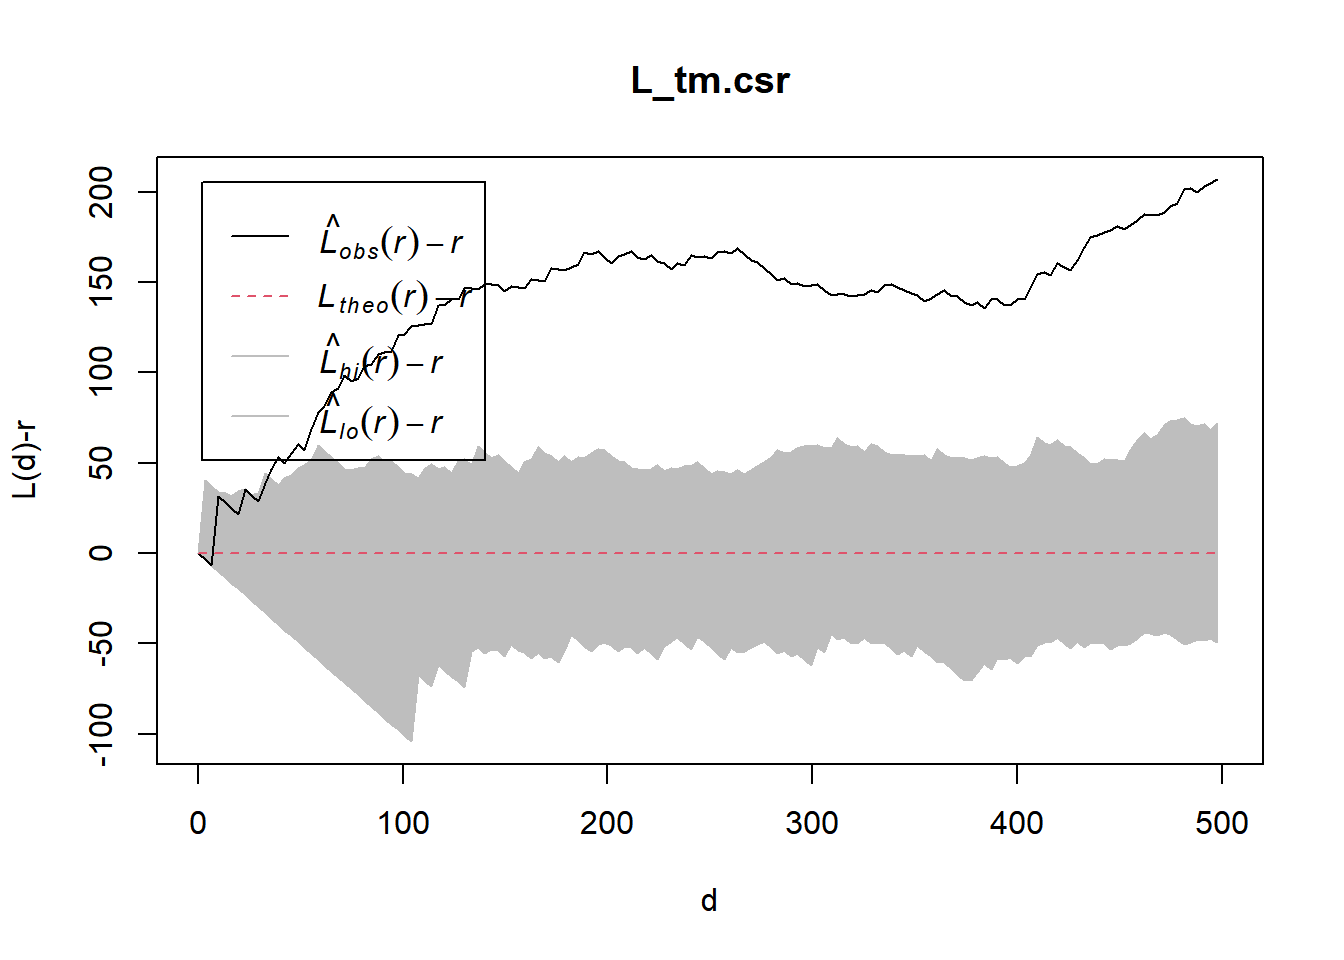 L_tm.csr
L̂obs(r) − r
Ltheo(r) − r
L̂hi(r) − r
L̂lo(r) − r
L(d)-r
200
150
100
50
0
-50
-100
0 100 200 300 400 500
d